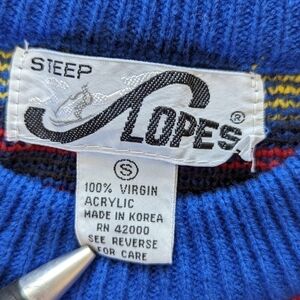 STEEP
SLOPES®
S
100% VIRGIN
ACRYLIC
MADE IN KOREA
RN 42000
SEE REVERSE
FOR CARE